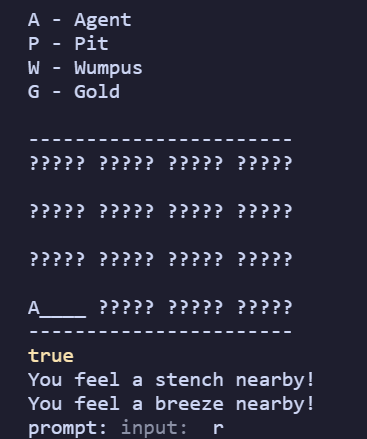 A - Agent
P - Pit
W - Wumpus
G - Gold
-----------------------
????? ????? ????? ?????
????? ????? ????? ?????
????? ????? ????? ?????
A____ ????? ????? ?????
-----------------------
true
You feel a stench nearby!
You feel a breeze nearby!
prompt: input:  r